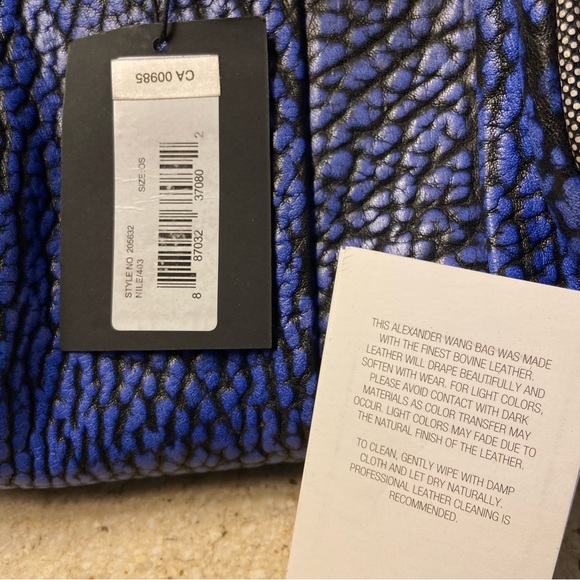 CA 00985
STYLE NO 205632 SIZE:OS
NILE/403
8 87032 37080 2
THIS ALEXANDER WANG BAG WAS MADE
WITH THE FINEST BOVINE LEATHER.
LEATHER WILL DRAPE BEAUTIFULLY AND
SOFTEN WITH WEAR. FOR LIGHT COLORS,
PLEASE AVOID CONTACT WITH DARK
MATERIALS AS COLOR TRANSFER MAY
OCCUR. LIGHT COLORS MAY FADE DUE TO
THE NATURAL FINISH OF THE LEATHER.
TO CLEAN, GENTLY WIPE WITH DAMP
CLOTH AND LET DRY NATURALLY.
PROFESSIONAL LEATHER CLEANING IS
RECOMMENDED.